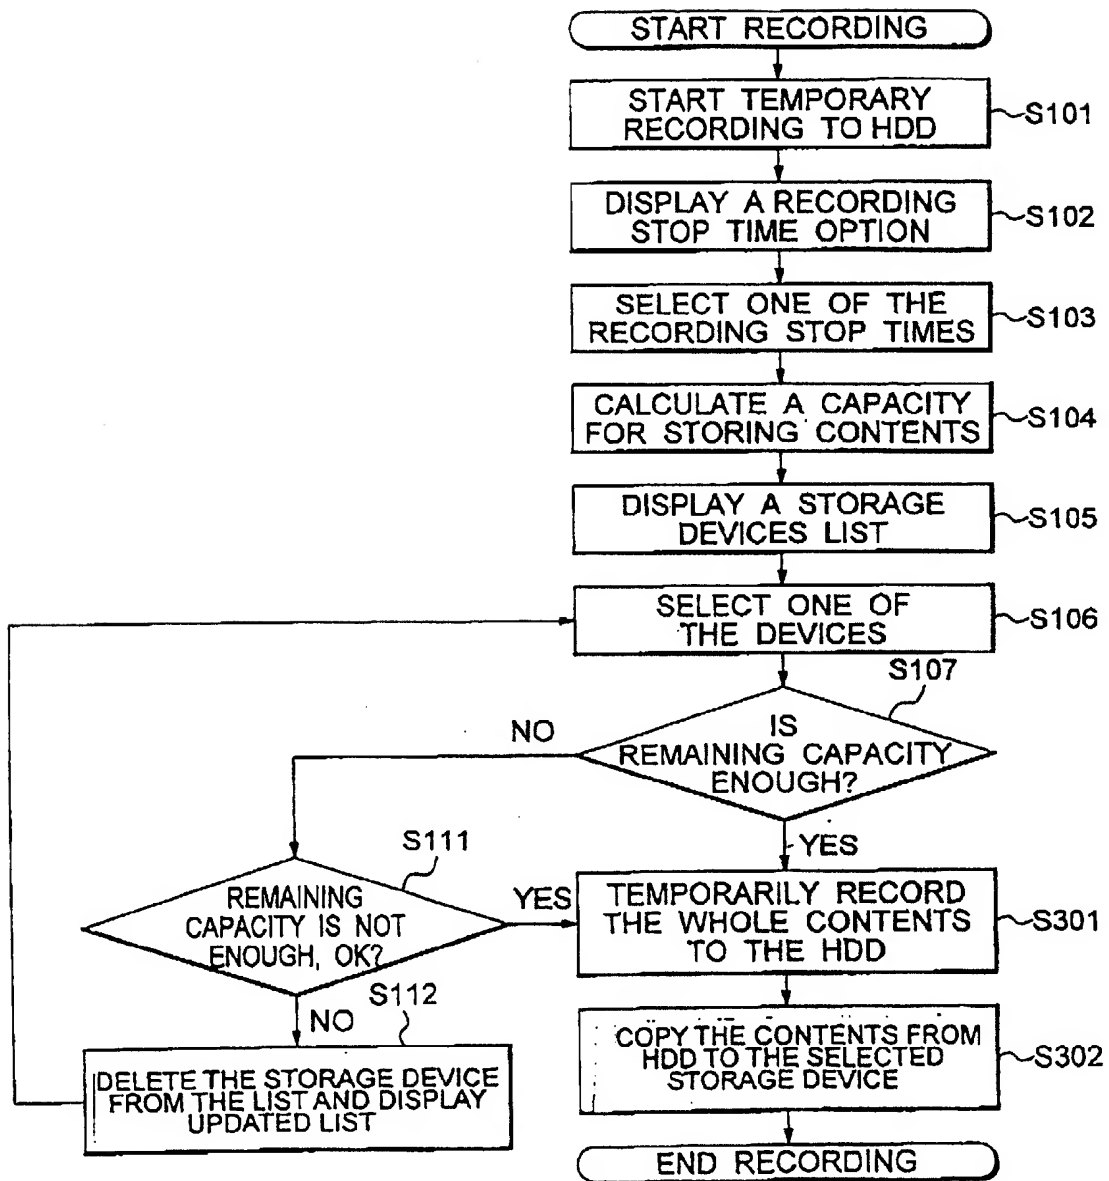 START RECORDING
START TEMPORARY
RECORDING TO HDD
S101
DISPLAY A RECORDING
STOP TIME OPTION
S102
SELECT ONE OF THE
RECORDING STOP TIMES
S103
CALCULATE A CAPACITY
FOR STORING CONTENTS
S104
DISPLAY A STORAGE
DEVICES LIST
S105
SELECT ONE OF
THE DEVICES
S106
S107
IS
REMAINING CAPACITY
ENOUGH?
NO
YES
S111
REMAINING
CAPACITY IS NOT
ENOUGH, OK?
YES
NO
TEMPORARILY RECORD
THE WHOLE CONTENTS
TO THE HDD
S301
S112
DELETE THE STORAGE DEVICE
FROM THE LIST AND DISPLAY
UPDATED LIST
COPY THE CONTENTS FROM
HDD TO THE SELECTED
STORAGE DEVICE
S302
END RECORDING